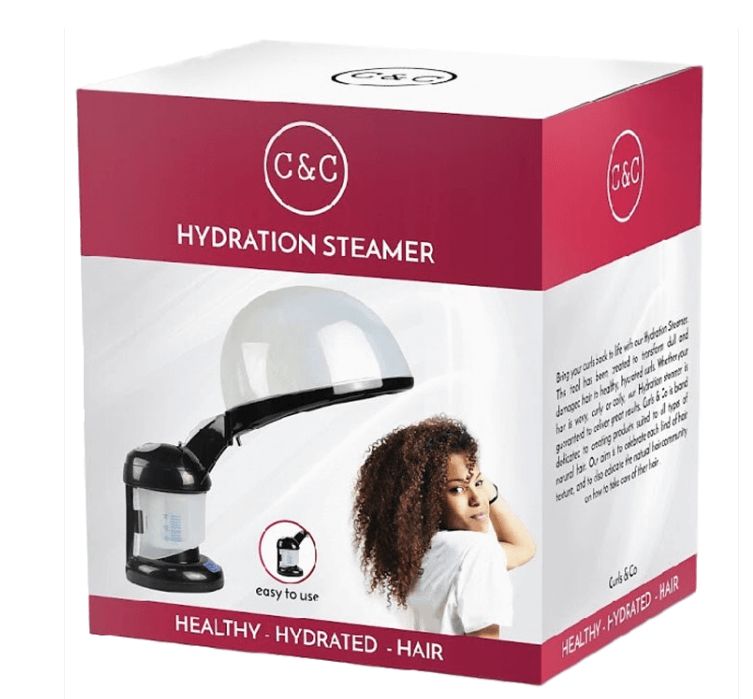 C & C
C & C
HYDRATION STEAMER
easy to use
HEALTHY - HYDRATED - HAIR
C & C
Bring your curls back to life with our Hydration Steamer.
This tool has been created to transform dull and
damaged hair to healthy, hydrated curls. Whether your
hair is wavy, curly or coily, our Hydration steamer is
guaranteed to deliver great results. Curls & Co is brand
dedicated to creating products suited to all types of
natural hair. Our aim is to celebrate each kind of hair
texture, and to also educate the natural hair community
on how to take care of their hair.
Curls & Co
HEALTHY - HYDRATED - HAIR